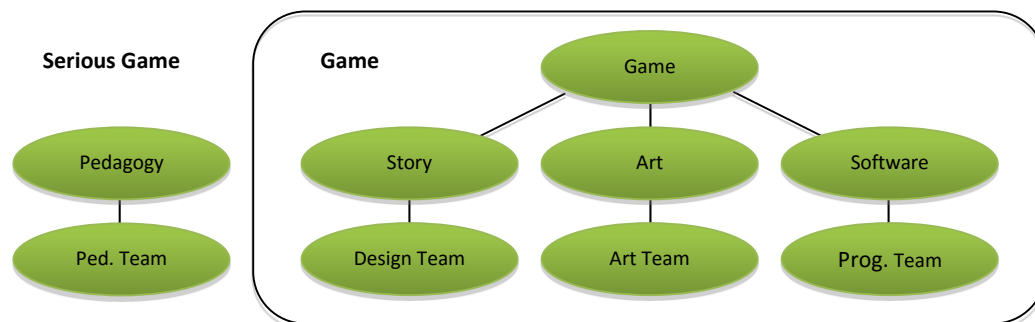 Serious Game
Game
Game
Pedagogy
Story
Art
Software
Ped. Team
Design Team
Art Team
Prog. Team